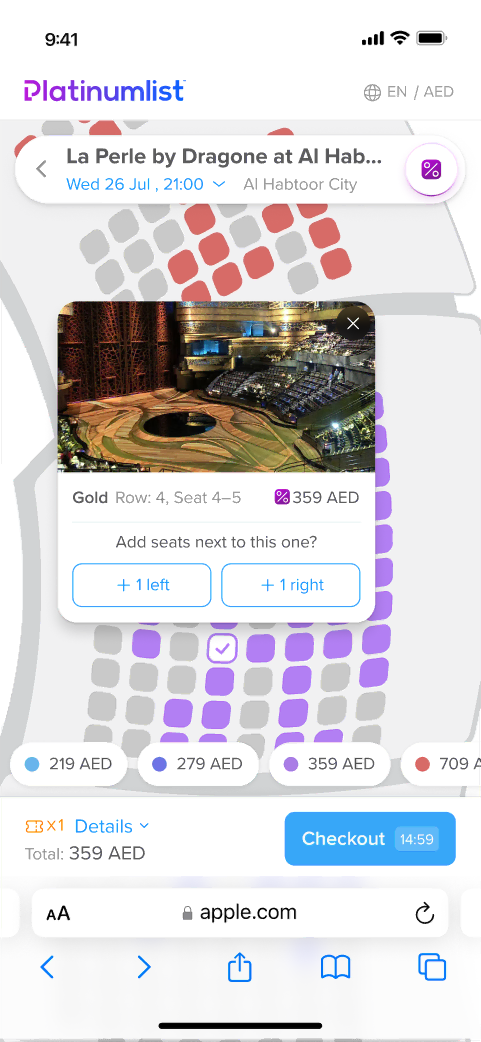 9:41
Platinumlist
EN / AED
La Perle by Dragone at Al Hab...
Wed 26 Jul , 21:00
Al Habtoor City
Gold Row: 4, Seat 4–5 359 AED
Add seats next to this one?
+ 1 left
+ 1 right
219 AED
279 AED
359 AED
709 A
x1 Details
Total: 359 AED
Checkout 14:59
AA
apple.com